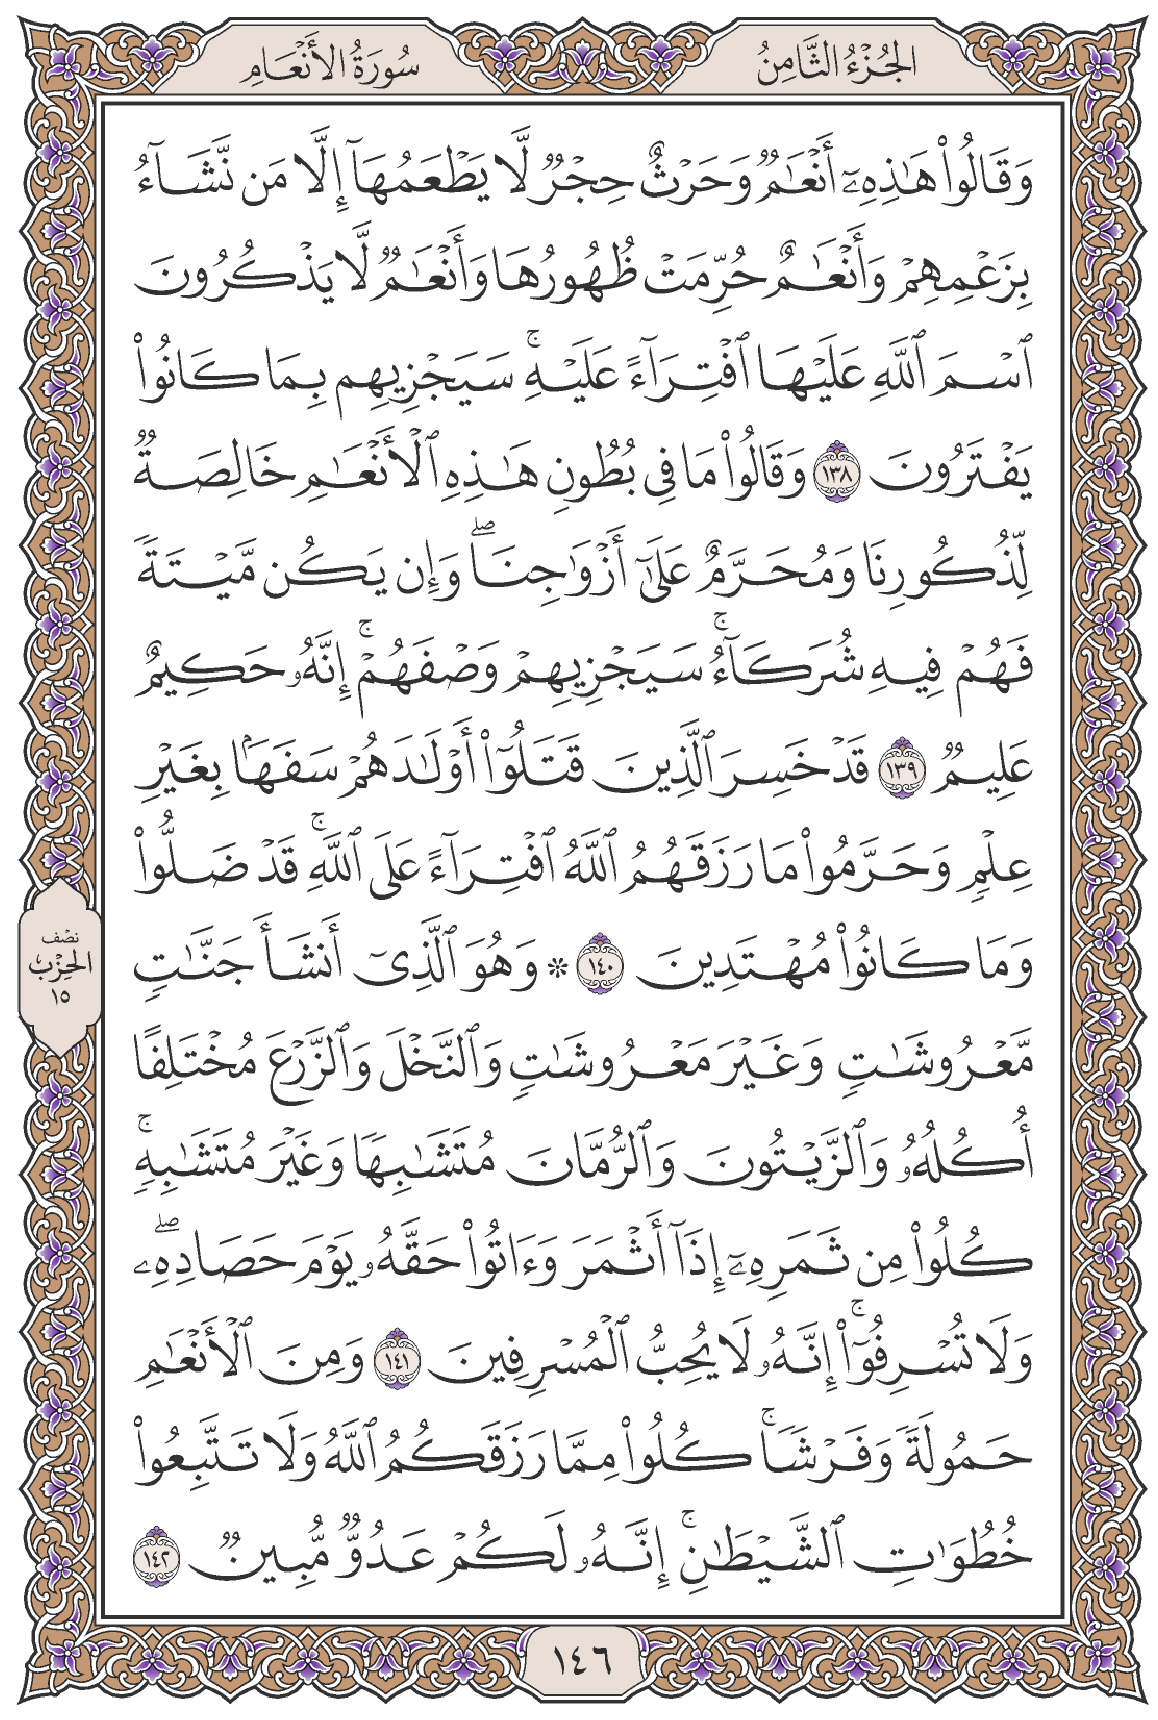 الجُزْءُ الثَّامِنُ
سُورَةُ الأَنْعَامِ
وَقَالُوا۟ هَـٰذِهِۦٓ أَنْعَـٰمٌۭ وَحَرْثٌ حِجْرٌۭ لَّا يَطْعَمُهَآ إِلَّا مَن نَّشَآءُ
بِزَعْمِهِمْ وَأَنْعَـٰمٌ حُرِّمَتْ ظُهُورُهَا وَأَنْعَـٰمٌۭ لَّا يَذْكُرُونَ
ٱسْمَ ٱللَّهِ عَلَيْهَا ٱفْتِرَآءً عَلَيْهِ ۚ سَيَجْزِيهِم بِمَا كَانُوا۟
يَفْتَرُونَ ١٣٨ وَقَالُوا۟ مَا فِى بُطُونِ هَـٰذِهِ ٱلْأَنْعَـٰمِ خَالِصَةٌۭ
لِّذُكُورِنَا وَمُحَرَّمٌ عَلَىٰٓ أَزْوَٰجِنَا ۖ وَإِن يَكُن مَّيْتَةًۭ
فَهُمْ فِيهِ شُرَكَآءُ ۚ سَيَجْزِيهِمْ وَصْفَهُمْ ۚ إِنَّهُۥ حَكِيمٌ
عَلِيمٌۭ ١٣٩ قَدْ خَسِرَ ٱلَّذِينَ قَتَلُوٓا۟ أَوْلَـٰدَهُمْ سَفَهَۢا بِغَيْرِ
عِلْمٍۢ وَحَرَّمُوا۟ مَا رَزَقَهُمُ ٱللَّهُ ٱفْتِرَآءً عَلَى ٱللَّهِ ۚ قَدْ ضَلُّوا۟
وَمَا كَانُوا۟ مُهْتَدِينَ ١٤٠ ۞ وَهُوَ ٱلَّذِىٓ أَنشَأَ جَنَّـٰتٍۢ
مَّعْرُوشَـٰتٍۢ وَغَيْرَ مَعْرُوشَـٰتٍۢ وَٱلنَّخْلَ وَٱلزَّرْعَ مُخْتَلِفًا
أُكُلُهُۥ وَٱلزَّيْتُونَ وَٱلرُّمَّانَ مُتَشَـٰبِهًۭا وَغَيْرَ مُتَشَـٰبِهٍۢ ۚ
كُلُوا۟ مِن ثَمَرِهِۦٓ إِذَآ أَثْمَرَ وَءَاتُوا۟ حَقَّهُۥ يَوْمَ حَصَادِهِۦ ۖ
وَلَا تُسْرِفُوٓا۟ ۚ إِنَّهُۥ لَا يُحِبُّ ٱلْمُسْرِفِينَ ١٤١ وَمِنَ ٱلْأَنْعَـٰمِ
حَمُولَةًۭ وَفَرْشًۭا ۚ كُلُوا۟ مِمَّا رَزَقَكُمُ ٱللَّهُ وَلَا تَتَّبِعُوا۟
خُطُوَٰتِ ٱلشَّيْطَـٰنِ ۚ إِنَّهُۥ لَكُمْ عَدُوٌّۭ مُّبِينٌۭ ١٤٢
نصف
الحِزْبِ
١٥
١٤٦